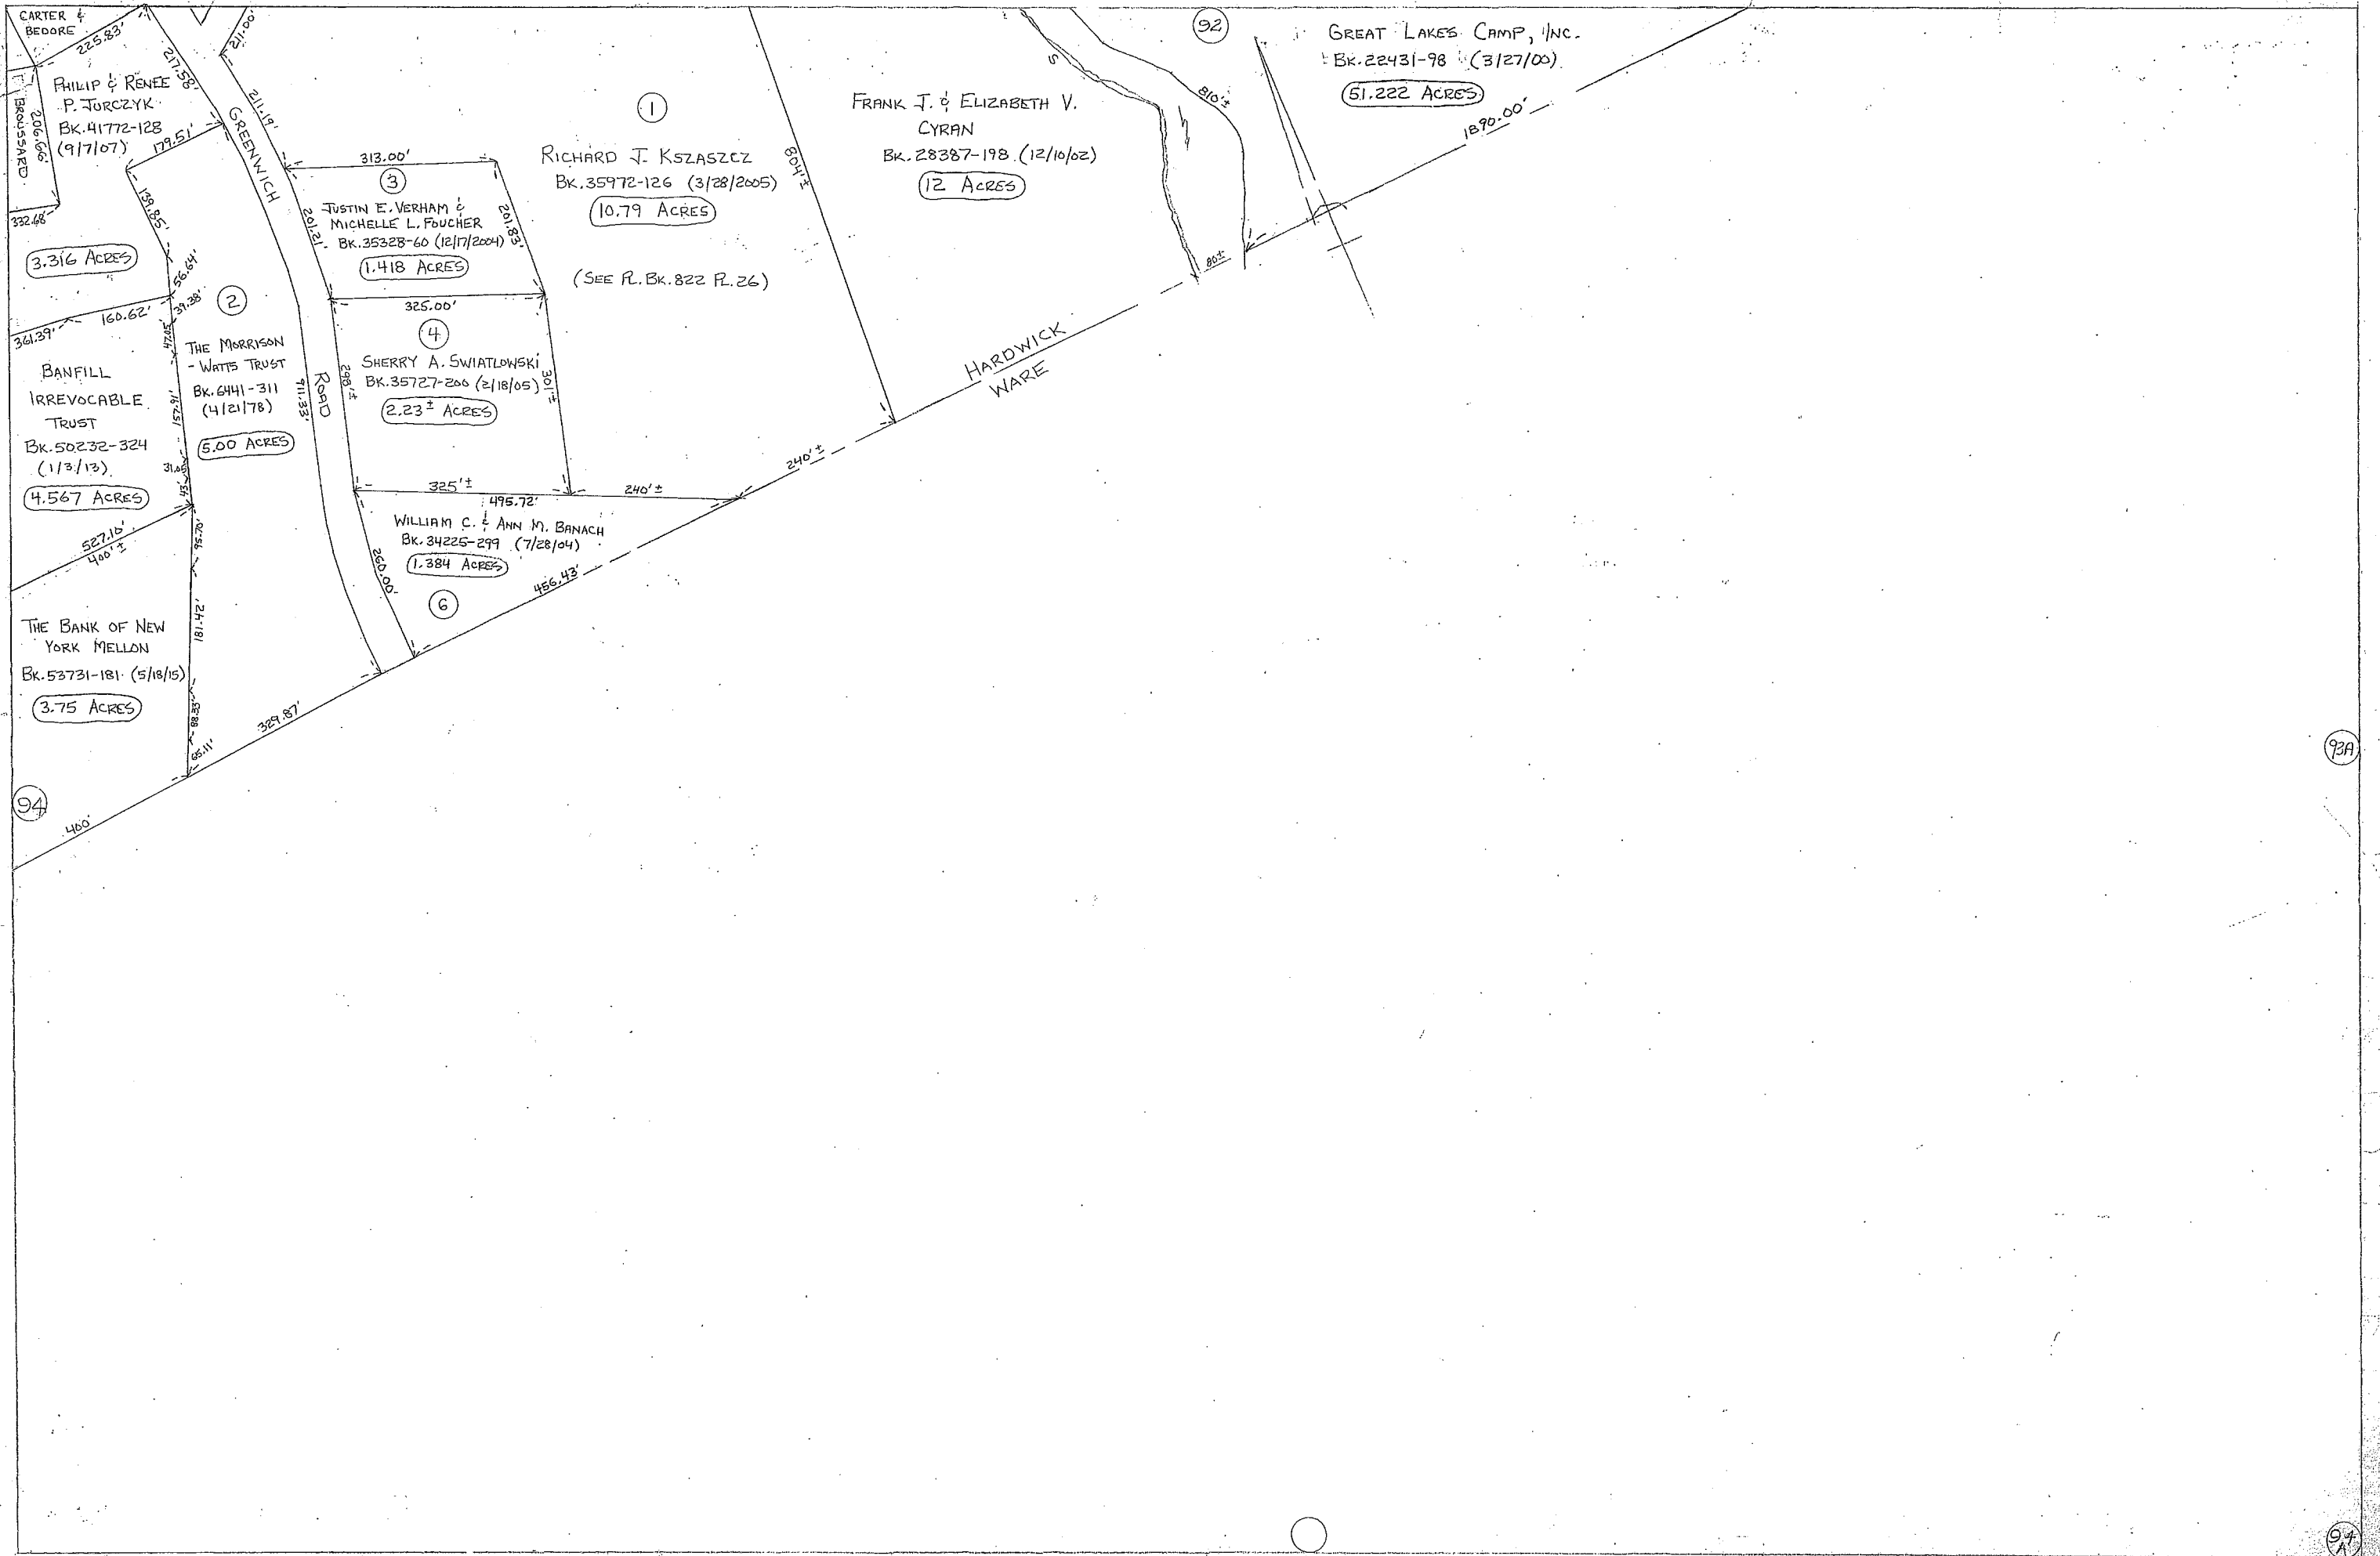 CARTER &
BEDORE
225.83'
217.58'
211.00'
211.19'
BROUSSARD
206.66'
332.68'
PHILIP & RENEE
P. JURCZYK
BK.41772-128
(9/7/07)
179.51'
139.85'
3.316 ACRES
56.64'
39.38'
160.62'
361.39'
GREENWICH
ROAD
2
THE MORRISON
- WATTS TRUST
BK.6441-311
(4/21/78)
5.00 ACRES
911.33'
47.05'
157.91'
31.05'
43'
BANFILL
IRREVOCABLE
TRUST
BK.50232-324
(1/3/13)
4.567 ACRES
527.10'
400'±
95.70'
181.42'
88.33'
65.11'
THE BANK OF NEW
YORK MELLON
BK.53731-181 (5/18/15)
3.75 ACRES
94
400'
329.87'
313.00'
3
JUSTIN E. VERHAM &
MICHELLE L. FOUCHER
BK.35328-60 (12/17/2004)
1.418 ACRES
201.21'
201.83'
325.00'
4
SHERRY A. SWIATLOWSKI
BK.35727-200 (2/18/05)
2.23± ACRES
298'±
301'±
325'±
240'±
495.72'
WILLIAM C. & ANN M. BANACH
BK.34225-299 (7/28/04)
1.384 ACRES
260.00'
6
456.43'
1
RICHARD J. KSZASZCZ
BK.35972-126 (3/28/2005)
10.79 ACRES
(SEE PL.BK.822 PL.26)
804'±
240'±
HARDWICK
WARE
FRANK J. & ELIZABETH V.
CYRAN
BK.28387-198 (12/10/02)
12 ACRES
S
810'±
80'±
92
GREAT LAKES CAMP, INC.
BK.22431-98 (3/27/00)
51.222 ACRES
1890.00'
93A
94
A